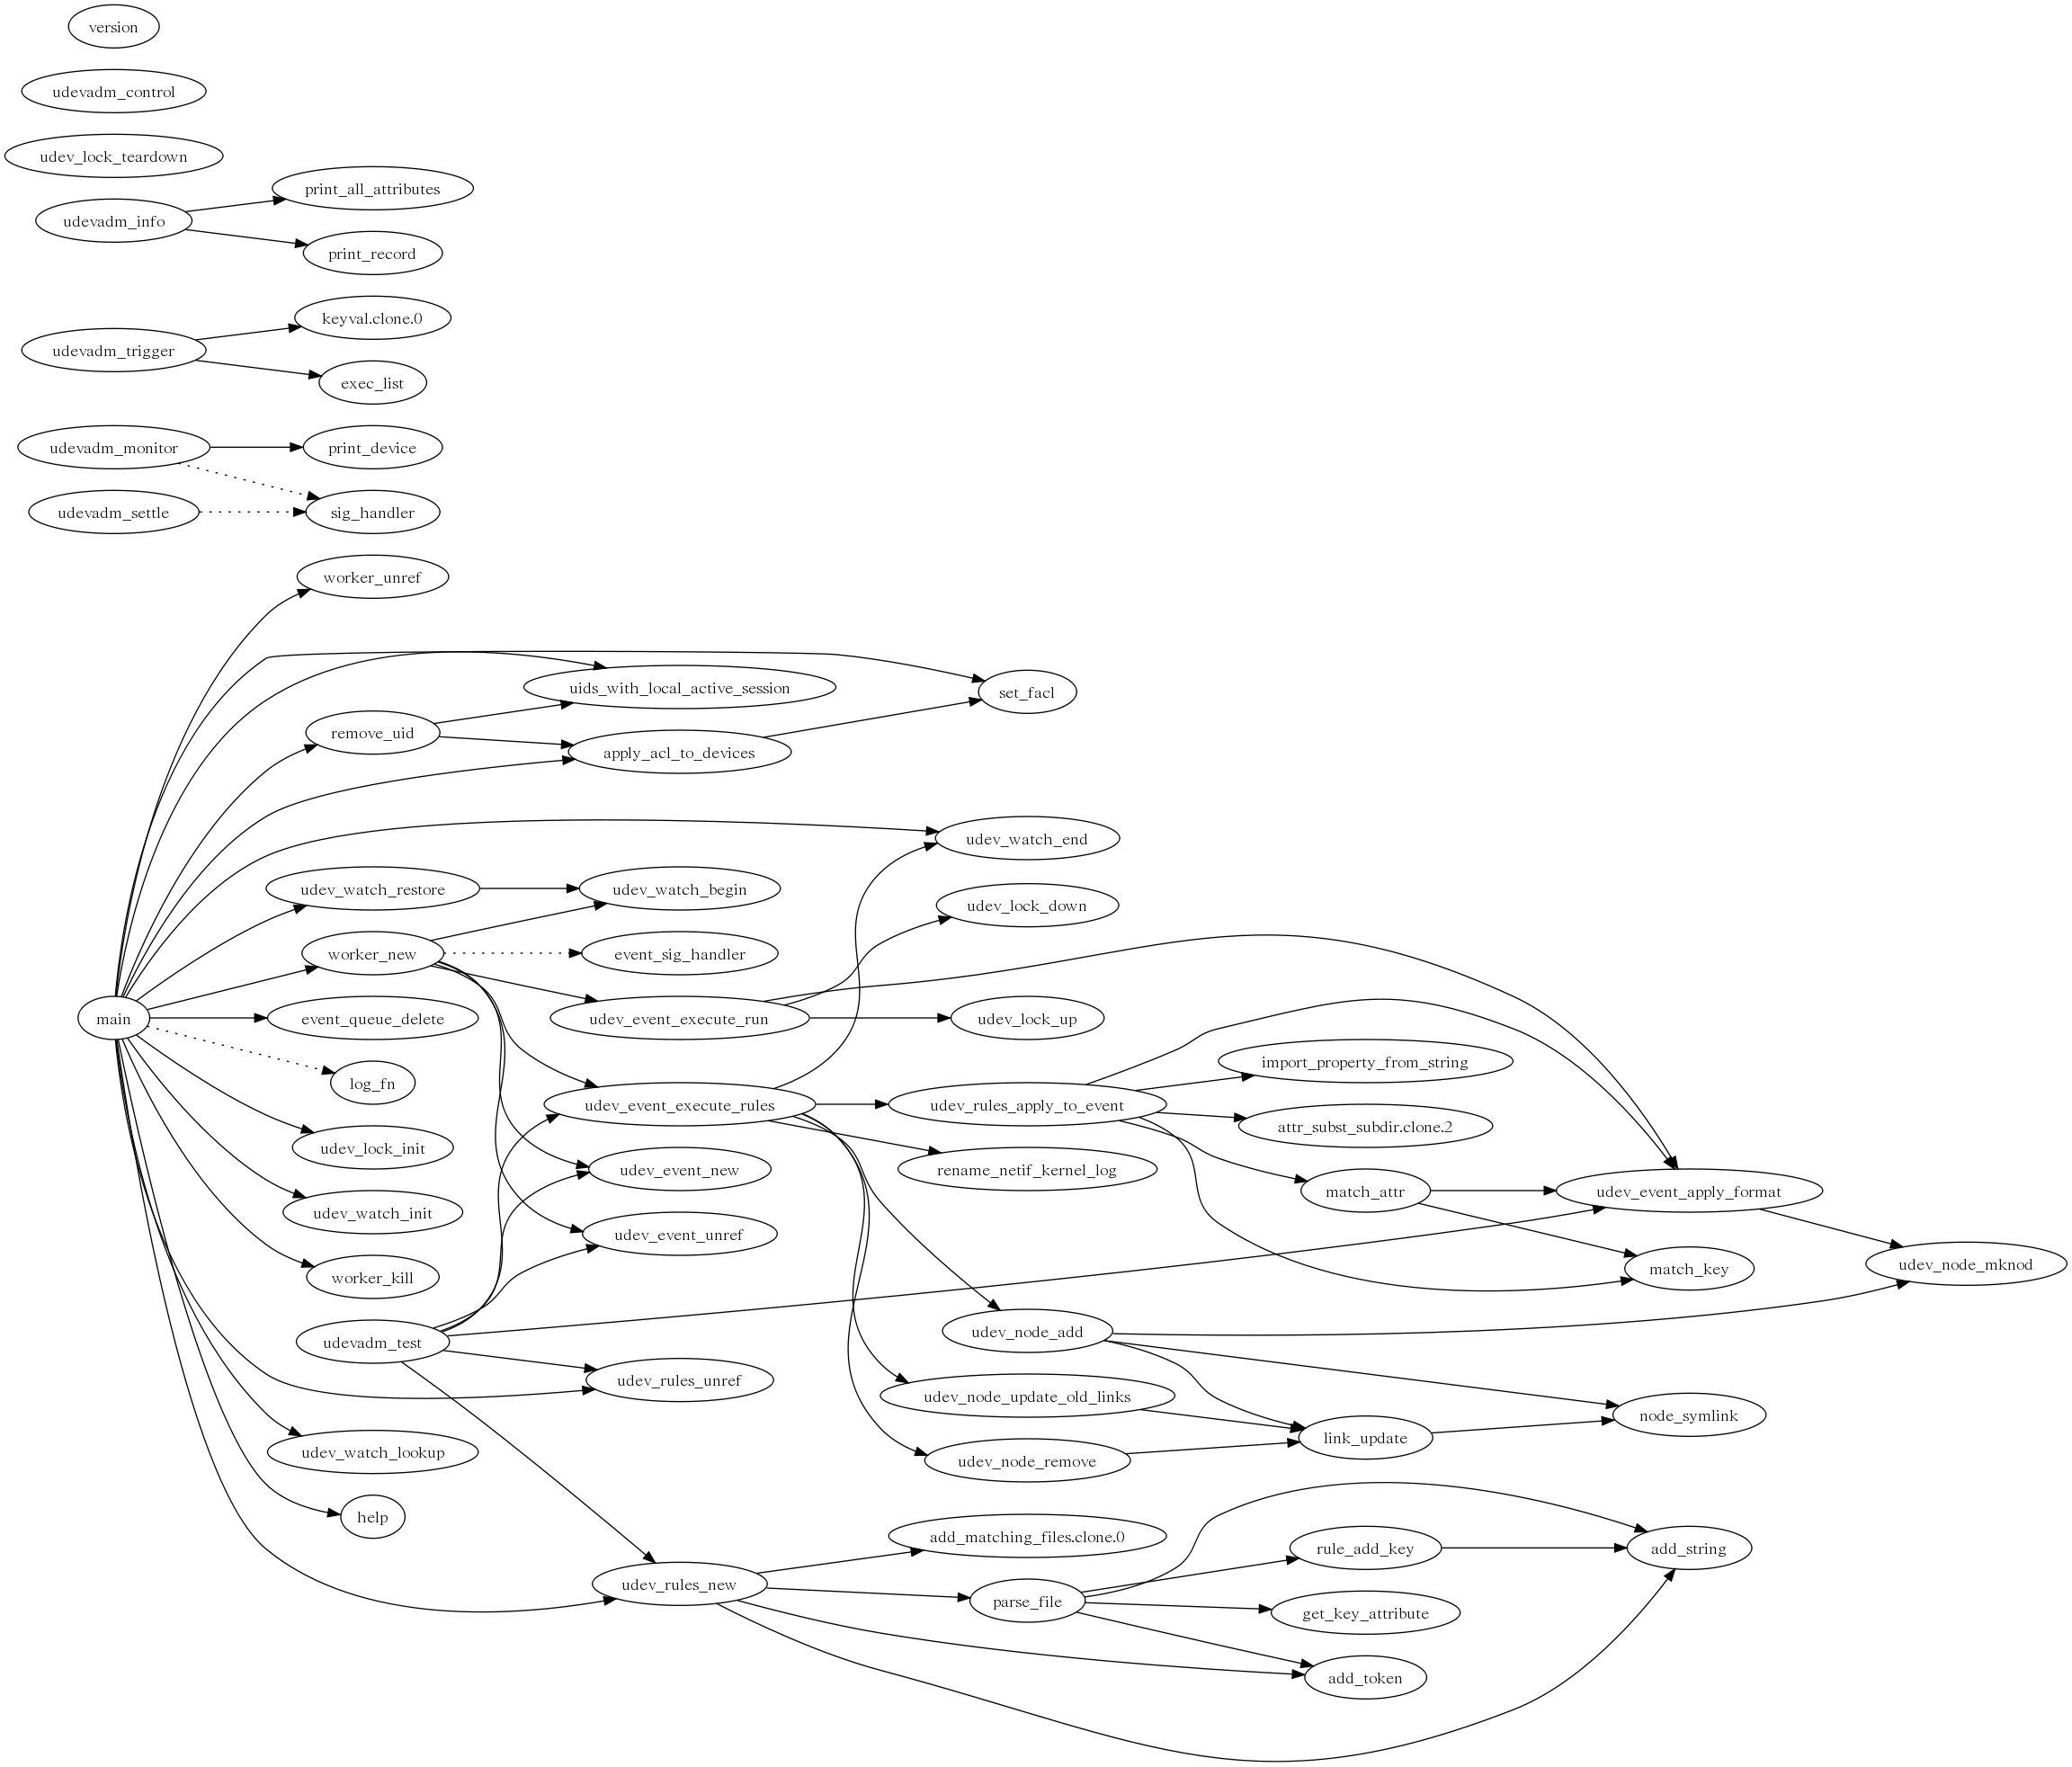 version
udevadm_control
udev_lock_teardown
print_all_attributes
udevadm_info
print_record
keyval.clone.0
udevadm_trigger
exec_list
udevadm_monitor
print_device
udevadm_settle
sig_handler
worker_unref
uids_with_local_active_session
set_facl
remove_uid
apply_acl_to_devices
udev_watch_end
udev_watch_restore
udev_watch_begin
udev_lock_down
worker_new
event_sig_handler
main
event_queue_delete
udev_event_execute_run
udev_lock_up
import_property_from_string
log_fn
udev_event_execute_rules
udev_rules_apply_to_event
attr_subst_subdir.clone.2
udev_lock_init
udev_event_new
rename_netif_kernel_log
match_attr
udev_event_apply_format
udev_watch_init
udev_event_unref
match_key
udev_node_mknod
worker_kill
udevadm_test
udev_node_add
udev_rules_unref
udev_node_update_old_links
node_symlink
link_update
udev_watch_lookup
udev_node_remove
help
add_matching_files.clone.0
rule_add_key
add_string
udev_rules_new
parse_file
get_key_attribute
add_token